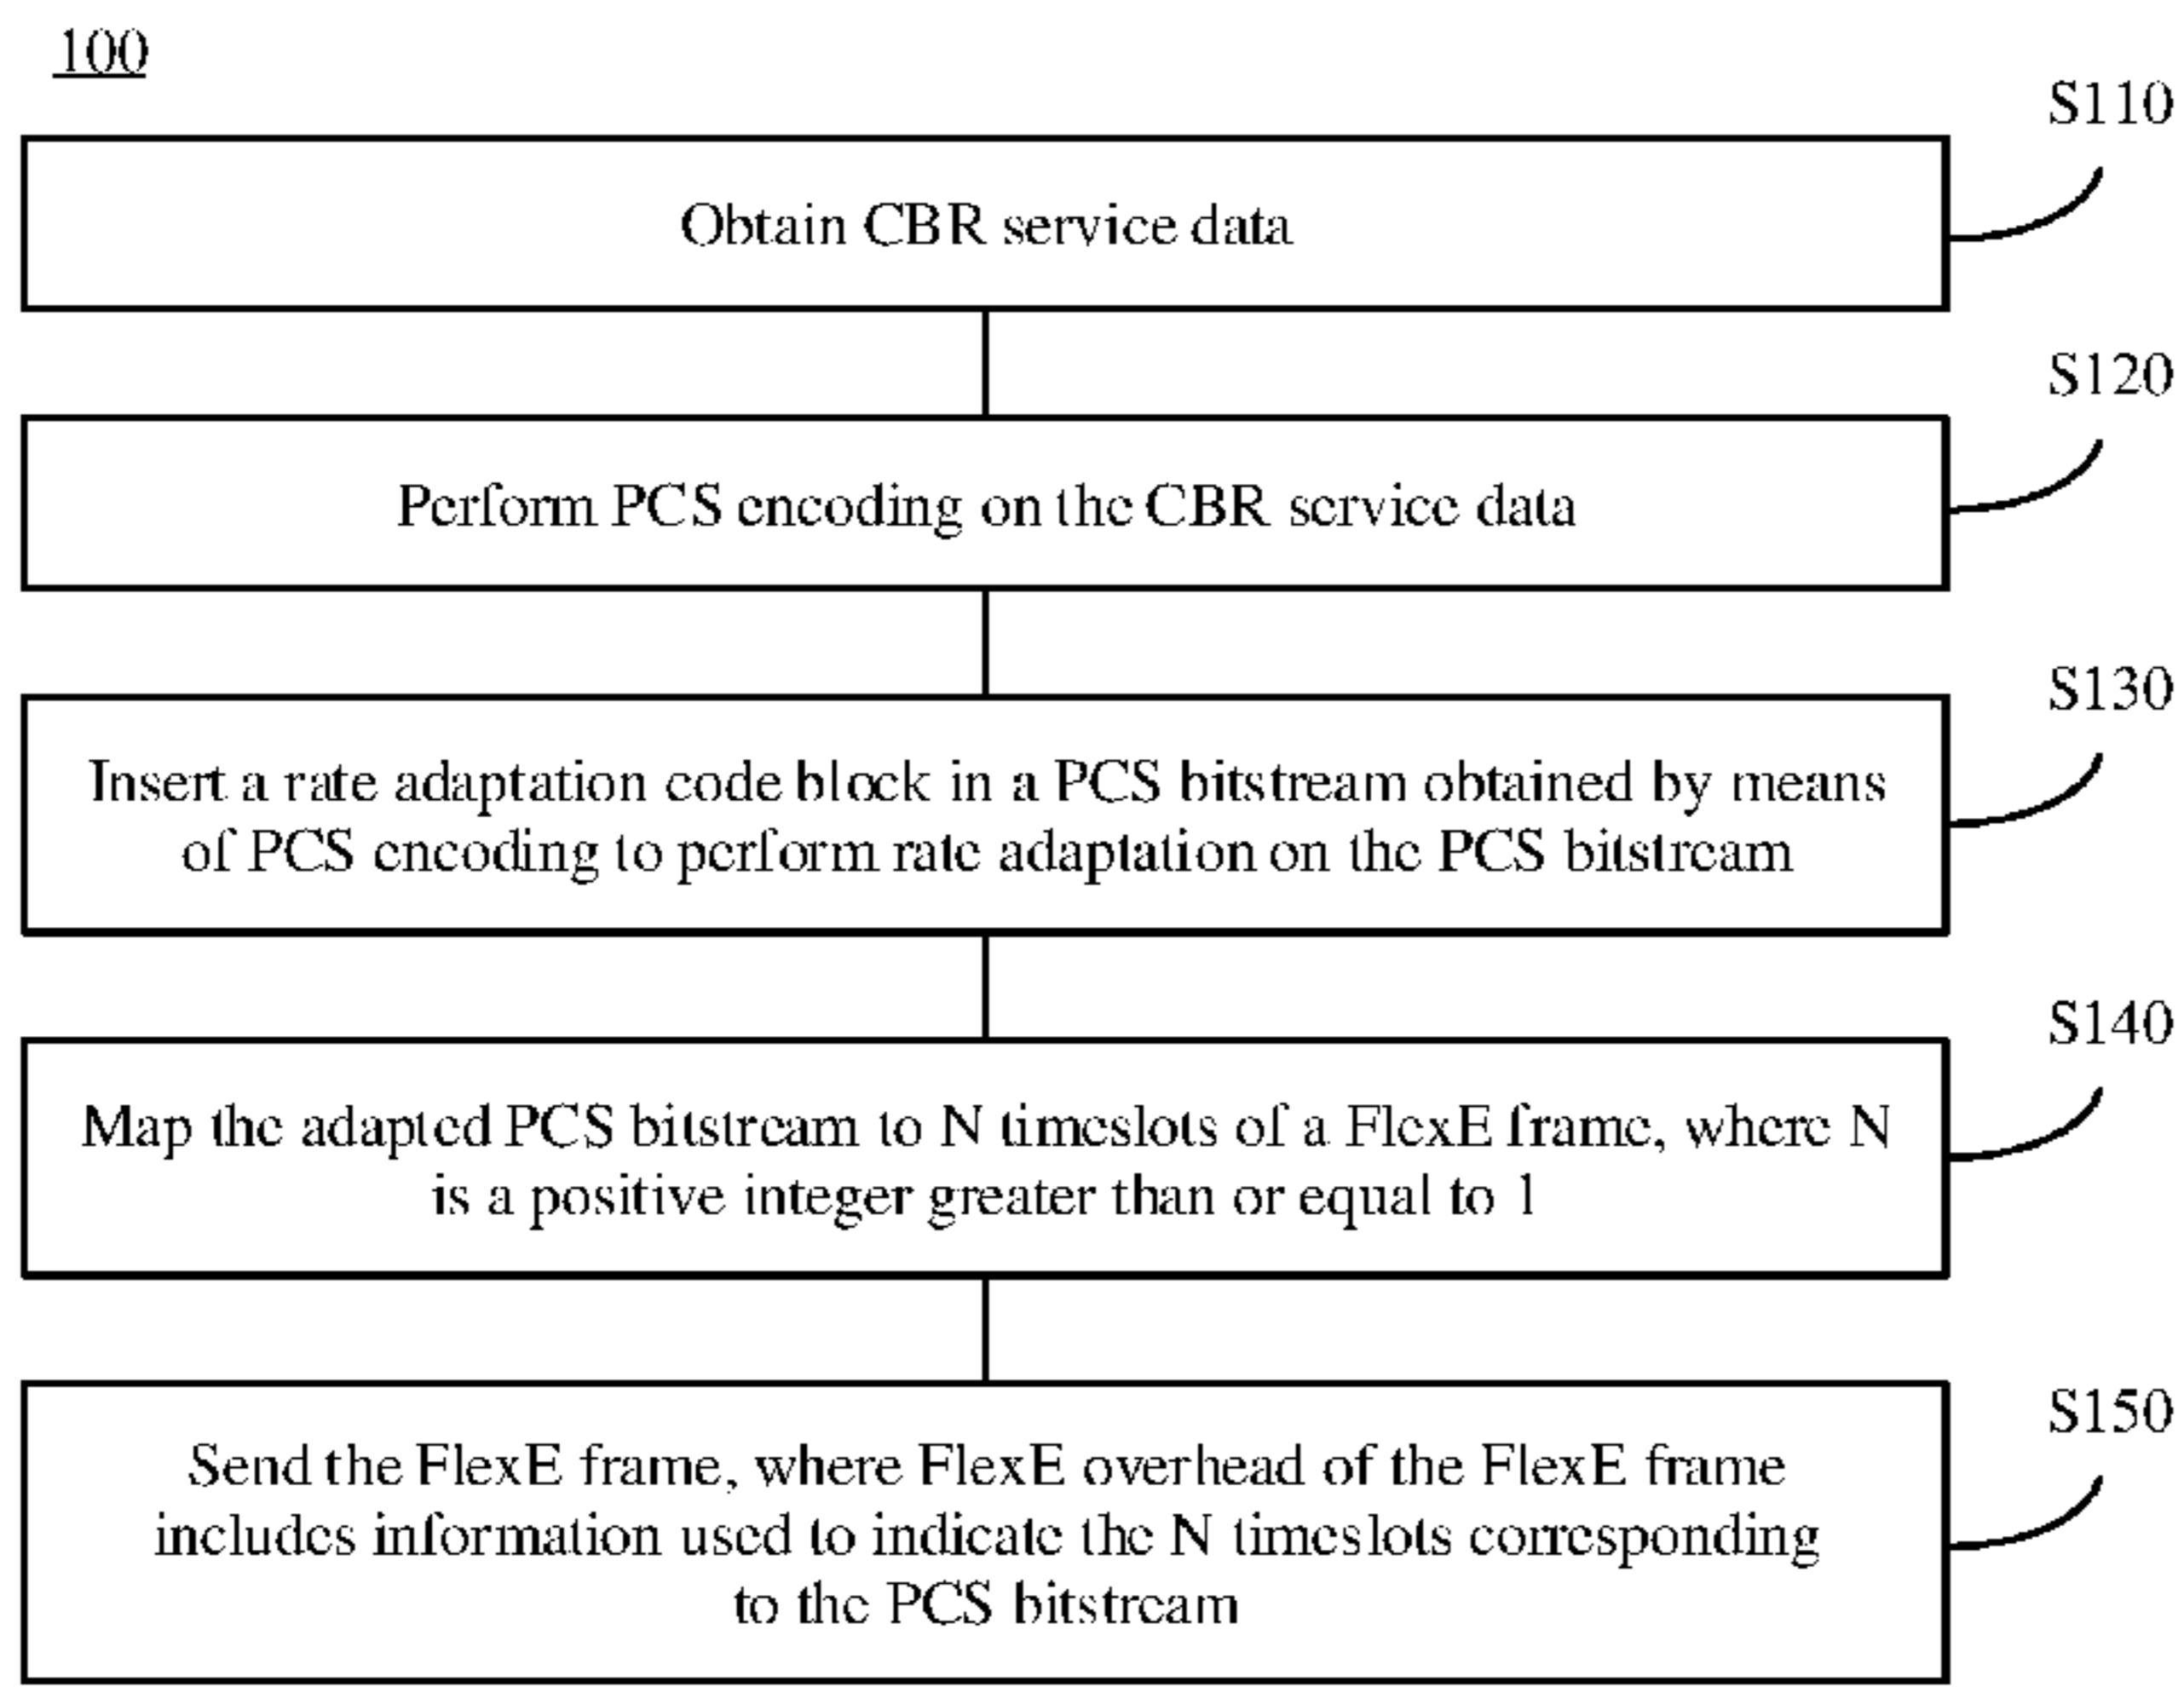 100
S110
Obtain CBR service data
S120
Perform PCS encoding on the CBR service data
S130
Insert a rate adaptation code block in a PCS bitstream obtained by means
of PCS encoding to perform rate adaptation on the PCS bitstream
S140
Map the adapted PCS bitstream to N timeslots of a FlexE frame, where N
is a positive integer greater than or equal to 1
S150
Send the FlexE frame, where FlexE overhead of the FlexE frame
includes information used to indicate the N timeslots corresponding
to the PCS bitstream